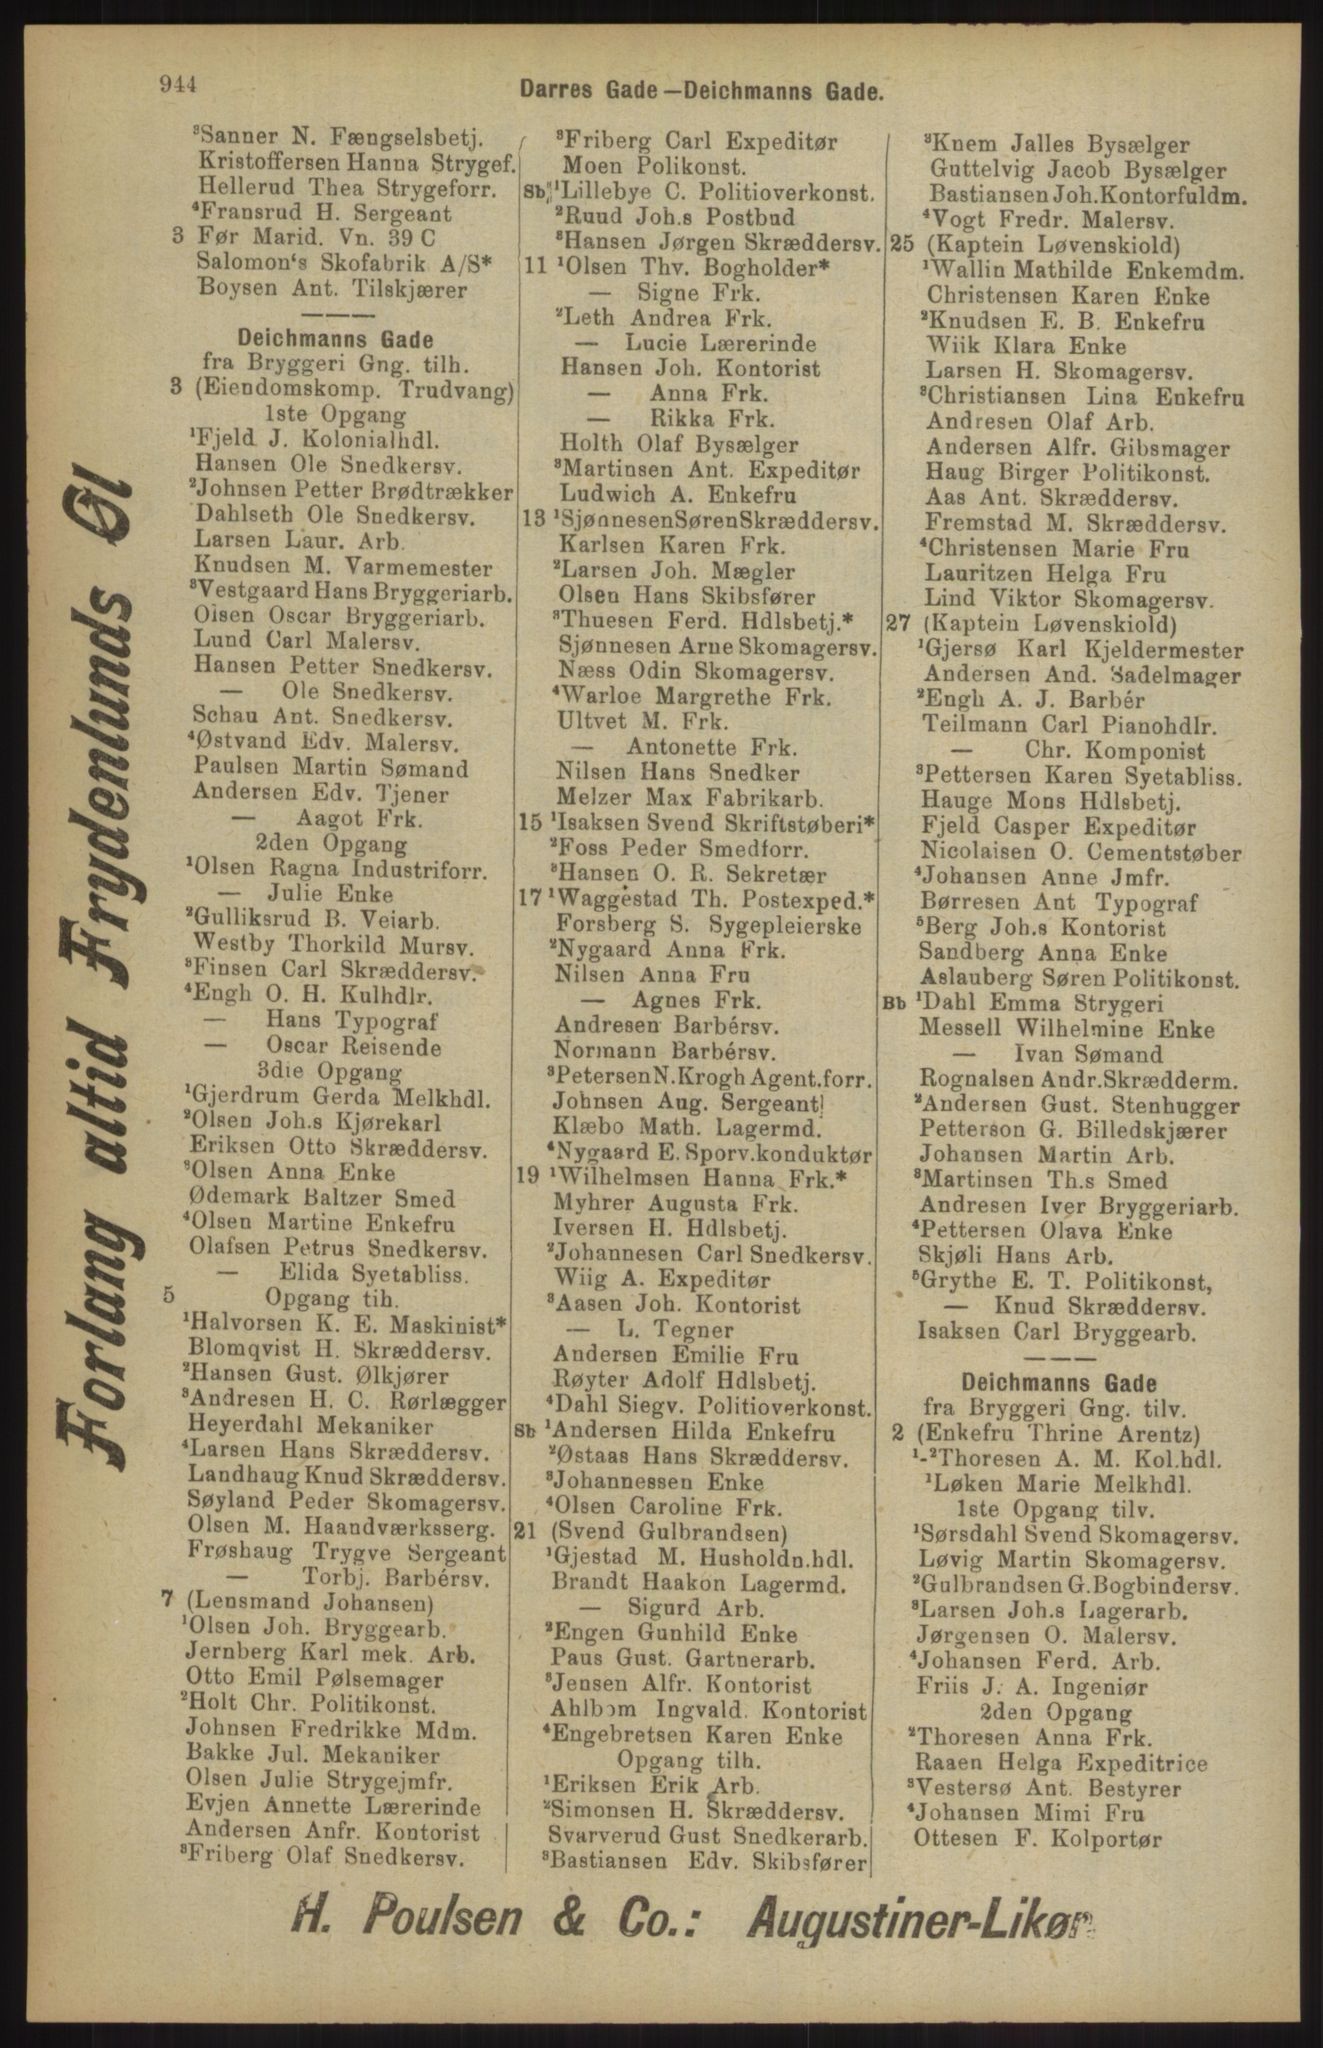 944
Darres Gade—Deichmanns Gade.
³Sanner N. Fængselsbetj.
Kristoffersen Hanna Strygef.
Hellerud Thea Strygeforr.
⁴Fransrud H. Sergeant
3 Før Marid. Vn. 39 C
Salomon's Skofabrik A/S*
Boysen Ant. Tilskjærer
Deichmanns Gade
fra Bryggeri Gng. tilh.
3 (Eiendomskomp. Trudvang)
1ste Opgang
¹Fjeld J. Kolonialhdl.
Hansen Ole Snedkersv.
²Johnsen Petter Brødtrækker
Dahlseth Ole Snedkersv.
Larsen Laur. Arb.
Knudsen M. Varmemester
³Vestgaard Hans Bryggeriarb.
Olsen Oscar Bryggeriarb.
Lund Carl Malersv.
Hansen Petter Snedkersv.
— Ole Snedkersv.
Schau Ant. Snedkersv.
⁴Østvand Edv. Malersv.
Paulsen Martin Sømand
Andersen Edv. Tjener
— Aagot Frk.
2den Opgang
¹Olsen Ragna Industriforr.
— Julie Enke
²Gulliksrud B. Veiarb.
Westby Thorkild Mursv.
³Finsen Carl Skræddersv.
⁴Engh O. H. Kulhdlr.
— Hans Typograf
— Oscar Reisende
3die Opgang
¹Gjerdrum Gerda Melkhdl.
²Olsen Joh.s Kjørekarl
Eriksen Otto Skræddersv.
³Olsen Anna Enke
Ødemark Baltzer Smed
⁴Olsen Martine Enkefru
Olafsen Petrus Snedkersv.
— Elida Syetabliss.
5 Opgang tih.
¹Halvorsen K. E. Maskinist*
Blomqvist H. Skræddersv.
²Hansen Gust. Ølkjører
³Andresen H. C. Rørlægger
Heyerdahl Mekaniker
⁴Larsen Hans Skræddersv.
Landhaug Knud Skræddersv.
Søyland Peder Skomagersv.
Olsen M. Haandværksserg.
Frøshaug Trygve Sergeant
— Torbj. Barbérsv.
7 (Lensmand Johansen)
¹Olsen Joh. Bryggearb.
Jernberg Karl mek. Arb.
Otto Emil Pølsemager
²Holt Chr. Politikonst.
Johnsen Fredrikke Mdm.
Bakke Jul. Mekaniker
Olsen Julie Strygejmfr.
Evjen Annette Lærerinde
Andersen Anfr. Kontorist
³Friberg Olaf Snedkersv.
³Friberg Carl Expeditør
Moen Polikonst.
Sb ¹Lillebye C. Politioverkonst.
²Ruud Joh.s Postbud
³Hansen Jørgen Skræddersv.
11 ¹Olsen Thv. Bogholder*
— Signe Frk.
²Leth Andrea Frk.
— Lucie Lærerinde
Hansen Joh. Kontorist
— Anna Frk.
— Rikka Frk.
Holth Olaf Bysælger
³Martinsen Ant. Expeditør
Ludwich A. Enkefru
13 ¹SjønnesenSørenSkræddersv.
Karlsen Karen Frk.
²Larsen Joh. Mægler
Olsen Hans Skibsfører
³Thuesen Ferd. Hdlsbetj.*
Sjønnesen Arne Skomagersv.
Næss Odin Skomagersv.
⁴Warloe Margrethe Frk.
Ultvet M. Frk.
— Antonette Frk.
Nilsen Hans Snedker
Melzer Max Fabrikarb.
15 ¹Isaksen Svend Skriftstøberi*
²Foss Peder Smedforr.
³Hansen O. R. Sekretær
17 ¹Waggestad Th. Postexped.*
Forsberg S. Sygepleierske
²Nygaard Anna Frk.
Nilsen Anna Fru
— Agnes Frk.
Andresen Barbérsv.
Normann Barbérsv.
³PetersenN.Krogh Agent.forr.
Johnsen Aug. Sergeant
Klæbo Math. Lagermd.
⁴Nygaard E. Sporv.konduktør
19 ¹Wilhelmsen Hanna Frk.*
Myhrer Augusta Frk.
Iversen H. Hdlsbetj.
²Johannesen Carl Snedkersv.
Wiig A. Expeditør
³Aasen Joh. Kontorist
— L. Tegner
Andersen Emilie Fru
Røyter Adolf Hdlsbetj.
⁴Dahl Siegv. Politioverkonst.
Sb ¹Andersen Hilda Enkefru
²Østaas Hans Skræddersv.
³Johannessen Enke
⁴Olsen Caroline Frk.
21 (Svend Gulbrandsen)
¹Gjestad M. Husholdn.hdl.
Brandt Haakon Lagermd.
— Sigurd Arb.
²Engen Gunhild Enke
Paus Gust. Gartnerarb.
³Jensen Alfr. Kontorist
Ahlbom Ingvald. Kontorist
⁴Engebretsen Karen Enke
Opgang tilh.
¹Eriksen Erik Arb.
²Simonsen H. Skræddersv.
Svarverud Gust Snedkerarb.
³Bastiansen Edv. Skibsfører
³Knem Jalles Bysælger
Guttelvig Jacob Bysælger
Bastiansen Joh.Kontorfuldm.
⁴Vogt Fredr. Malersv.
25 (Kaptein Løvenskiold)
¹Wallin Mathilde Enkemdm.
Christensen Karen Enke
²Knudsen E. B. Enkefru
Wiik Klara Enke
Larsen H. Skomagersv.
³Christiansen Lina Enkefru
Andresen Olaf Arb.
Andersen Alfr. Gibsmager
Haug Birger Politikonst.
Aas Ant. Skræddersv.
Fremstad M. Skræddersv.
⁴Christensen Marie Fru
Lauritzen Helga Fru
Lind Viktor Skomagersv.
27 (Kaptein Løvenskiold)
¹Gjersø Karl Kjeldermester
Andersen And. Sadelmager
²Engh A. J. Barbér
Teilmann Carl Pianohdlr.
— Chr. Komponist
³Pettersen Karen Syetabliss.
Hauge Mons Hdlsbetj.
Fjeld Casper Expeditør
Nicolaisen O. Cementstøber
⁴Johansen Anne Jmfr.
Børresen Ant Typograf
⁵Berg Joh.s Kontorist
Sandberg Anna Enke
Aslauberg Søren Politikonst.
Bb ¹Dahl Emma Strygeri
Messell Wilhelmine Enke
— Ivan Sømand
Rognalsen Andr.Skrædderm.
²Andersen Gust. Stenhugger
Petterson G. Billedskjærer
Johansen Martin Arb.
³Martinsen Th.s Smed
Andresen Iver Bryggeriarb.
⁴Pettersen Olava Enke
Skjøli Hans Arb.
⁵Grythe E. T. Politikonst,
— Knud Skræddersv.
Isaksen Carl Bryggearb.
Deichmanns Gade
fra Bryggeri Gng. tilv.
2 (Enkefru Thrine Arentz)
¹-²Thoresen A. M. Kol.hdl.
¹Løken Marie Melkhdl.
1ste Opgang tilv.
¹Sørsdahl Svend Skomagersv.
Løvig Martin Skomagersv.
²Gulbrandsen G.Bogbindersv.
³Larsen Joh.s Lagerarb.
Jørgensen O. Malersv.
⁴Johansen Ferd. Arb.
Friis J. A. Ingeniør
2den Opgang
²Thoresen Anna Frk.
Raaen Helga Expeditrice
³Vestersø Ant. Bestyrer
⁴Johansen Mimi Fru
Ottesen F. Kolportør
Forlang altid Frydenlunds Øl
H. Poulsen & Co.: Augustiner-Likør